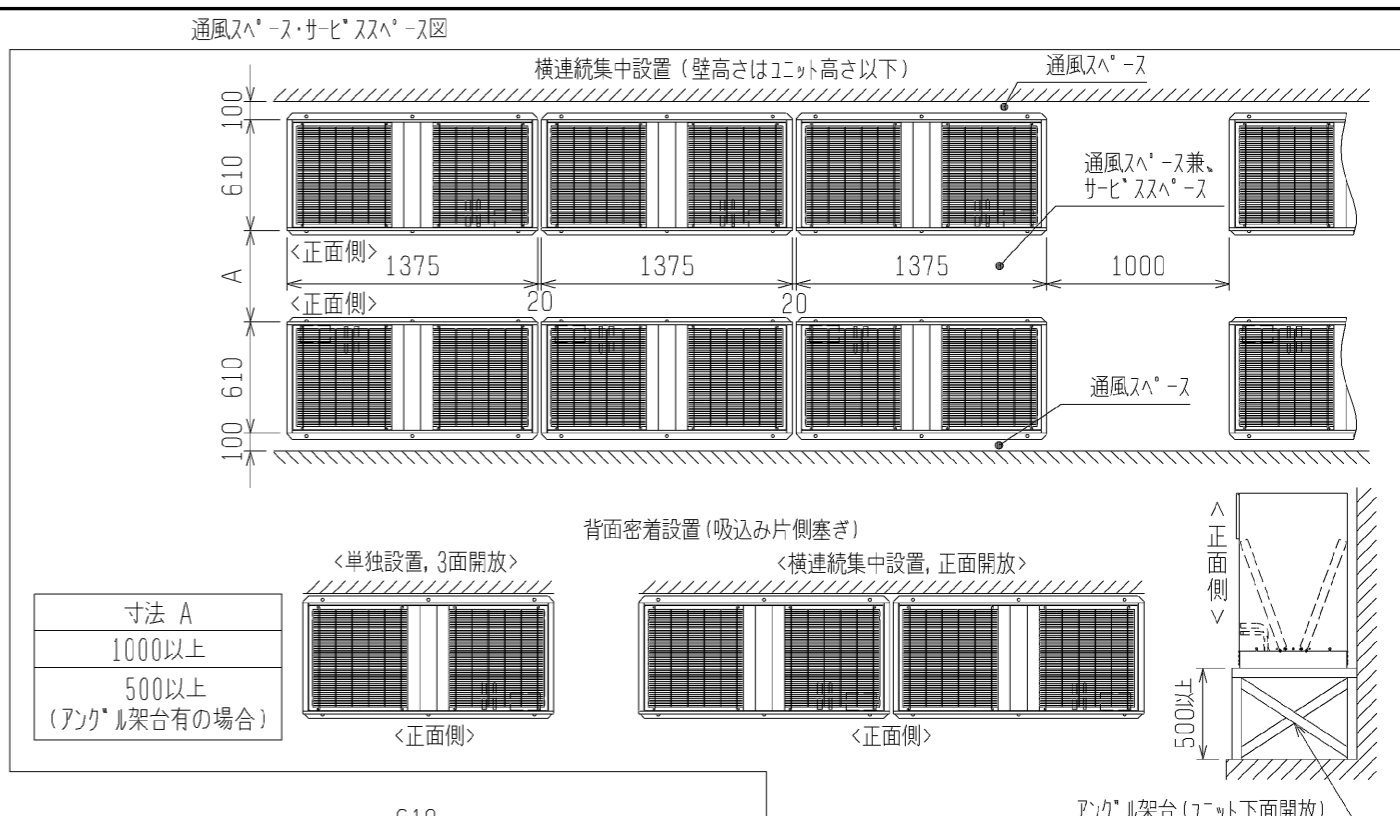 通風スペース・サービススペース図
横連続集中設置(壁高さはユニット高さ以下)
通風スペース
100
610
A
610
100
通風スペース兼、
サービススペース
<正面側>
1375
1375
1375
1000
<正面側>
20
20
通風スペース
背面密着設置(吸込み片側塞ぎ)
<単独設置, 3面開放>
<横連続集中設置, 正面開放>
<正面側>
寸法 A
1000以上
500以上
(アングル架台有の場合)
<正面側>
<正面側>
500以上
アングル架台(ユニット下面開放)